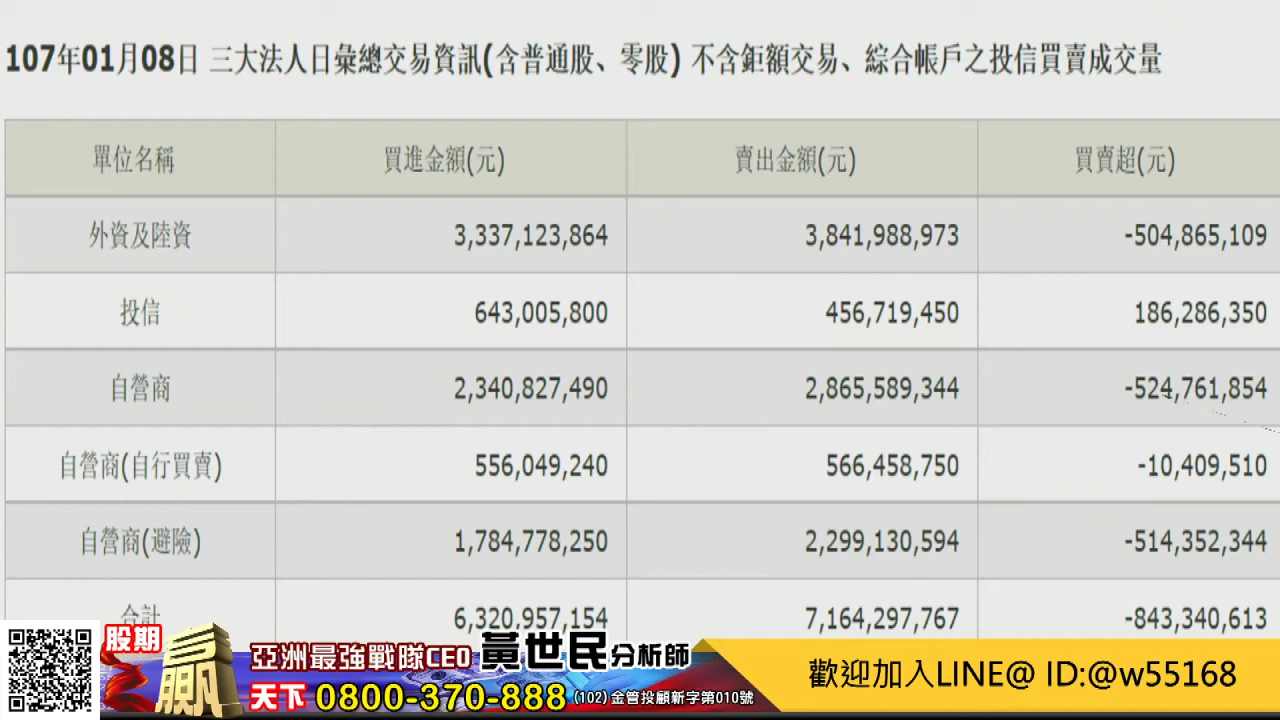 107年01月08日 三大法人日彙總交易資訊(含普通股、零股) 不含鉅額交易、綜合帳戶之投信買賣成交量
單位名稱 買進金額(元) 賣出金額(元) 買賣超(元)
外資及陸資 3,337,123,864 3,841,988,973 -504,865,109
投信 643,005,800 456,719,450 186,286,350
自營商 2,340,827,490 2,865,589,344 -524,761,854
自營商(自行買賣) 556,049,240 566,458,750 -10,409,510
自營商(避險) 1,784,778,250 2,299,130,594 -514,352,344
合計 6,320,957,154 7,164,297,767 -843,340,613
股期
贏
亞洲最強戰隊CEO 黃世民分析師
天下 0800-370-888 (102)金管投顧新字第010號
歡迎加入LINE@ ID:@w55168